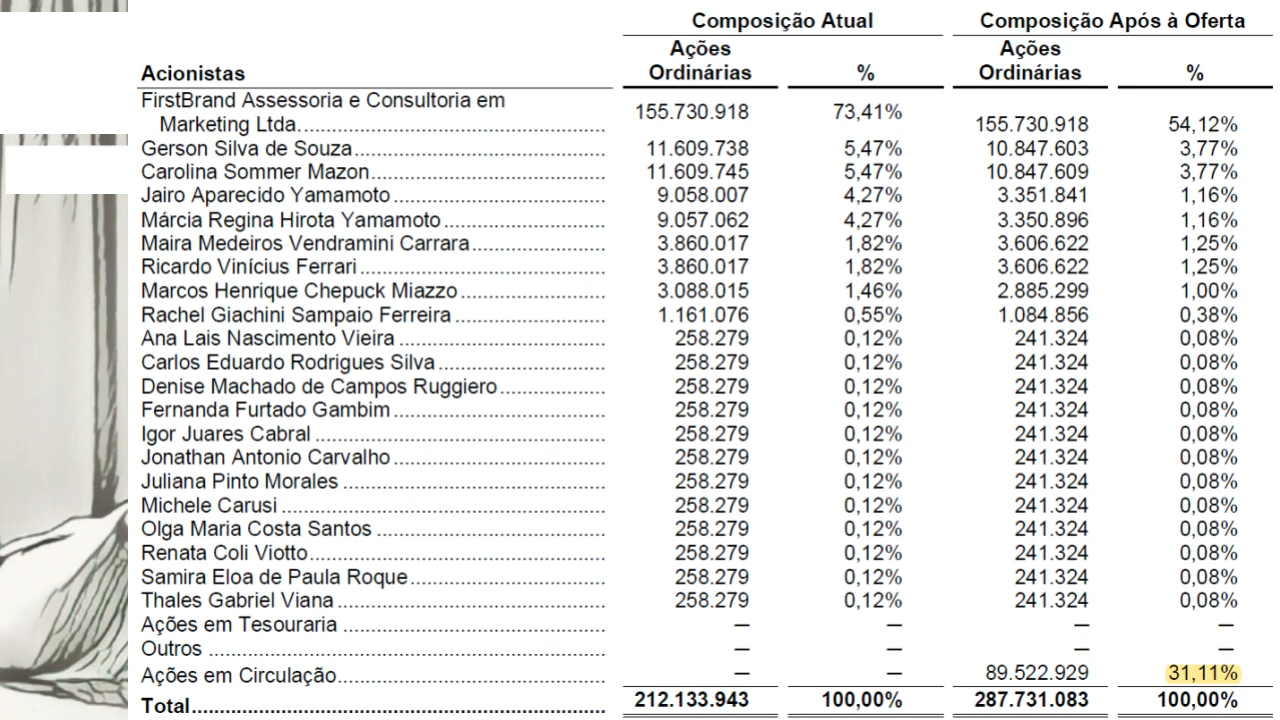 Composição Atual Composição Após à Oferta
Ações Ações
Acionistas Ordinárias % Ordinárias %
FirstBrand Assessoria e Consultoria em
Marketing Ltda. 155.730.918 73,41% 155.730.918 54,12%
Gerson Silva de Souza 11.609.738 5,47% 10.847.603 3,77%
Carolina Sommer Mazon 11.609.745 5,47% 10.847.609 3,77%
Jairo Aparecido Yamamoto 9.058.007 4,27% 3.351.841 1,16%
Márcia Regina Hirota Yamamoto 9.057.062 4,27% 3.350.896 1,16%
Maira Medeiros Vendramini Carrara 3.860.017 1,82% 3.606.622 1,25%
Ricardo Vinícius Ferrari 3.860.017 1,82% 3.606.622 1,25%
Marcos Henrique Chepuck Miazzo 3.088.015 1,46% 2.885.299 1,00%
Rachel Giachini Sampaio Ferreira 1.161.076 0,55% 1.084.856 0,38%
Ana Lais Nascimento Vieira 258.279 0,12% 241.324 0,08%
Carlos Eduardo Rodrigues Silva 258.279 0,12% 241.324 0,08%
Denise Machado de Campos Ruggiero 258.279 0,12% 241.324 0,08%
Fernanda Furtado Gambim 258.279 0,12% 241.324 0,08%
Igor Juares Cabral 258.279 0,12% 241.324 0,08%
Jonathan Antonio Carvalho 258.279 0,12% 241.324 0,08%
Juliana Pinto Morales 258.279 0,12% 241.324 0,08%
Michele Carusi 258.279 0,12% 241.324 0,08%
Olga Maria Costa Santos 258.279 0,12% 241.324 0,08%
Renata Coli Viotto 258.279 0,12% 241.324 0,08%
Samira Eloa de Paula Roque 258.279 0,12% 241.324 0,08%
Thales Gabriel Viana 258.279 0,12% 241.324 0,08%
Ações em Tesouraria — — — —
Outros — — — —
Ações em Circulação — — 89.522.929 31,11%
Total 212.133.943 100,00% 287.731.083 100,00%